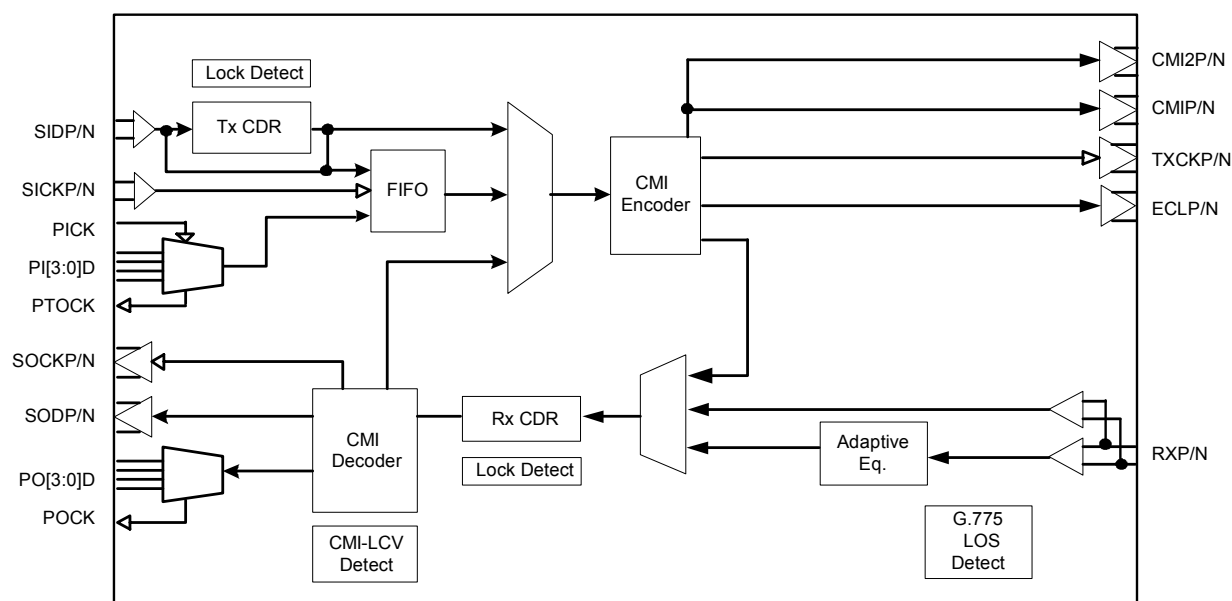 Lock Detect
Tx CDR
SIDP/N
SICKP/N
FIFO
PICK
PI[3:0]D
PTOCK
CMI
Encoder
CMI2P/N
CMIP/N
TXCKP/N
ECLP/N
SOCKP/N
SODP/N
PO[3:0]D
POCK
CMI
Decoder
Rx CDR
Lock Detect
CMI-LCV
Detect
Adaptive
Eq.
RXP/N
G.775
LOS
Detect